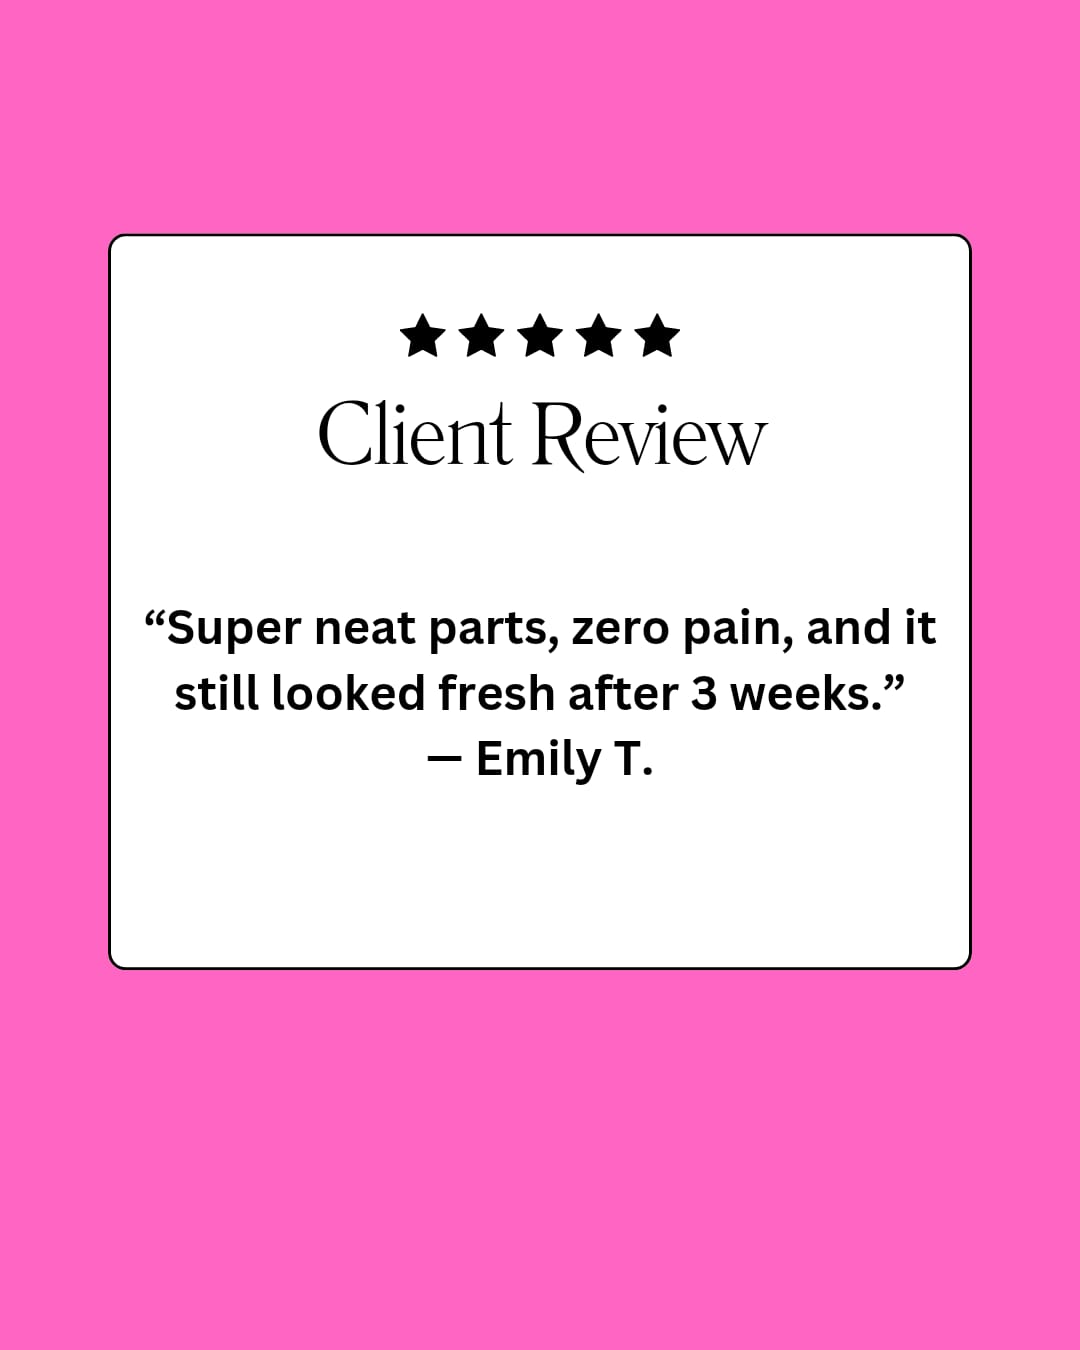 Client Review
“Super neat parts, zero pain, and it
still looked fresh after 3 weeks.”
— Emily T.